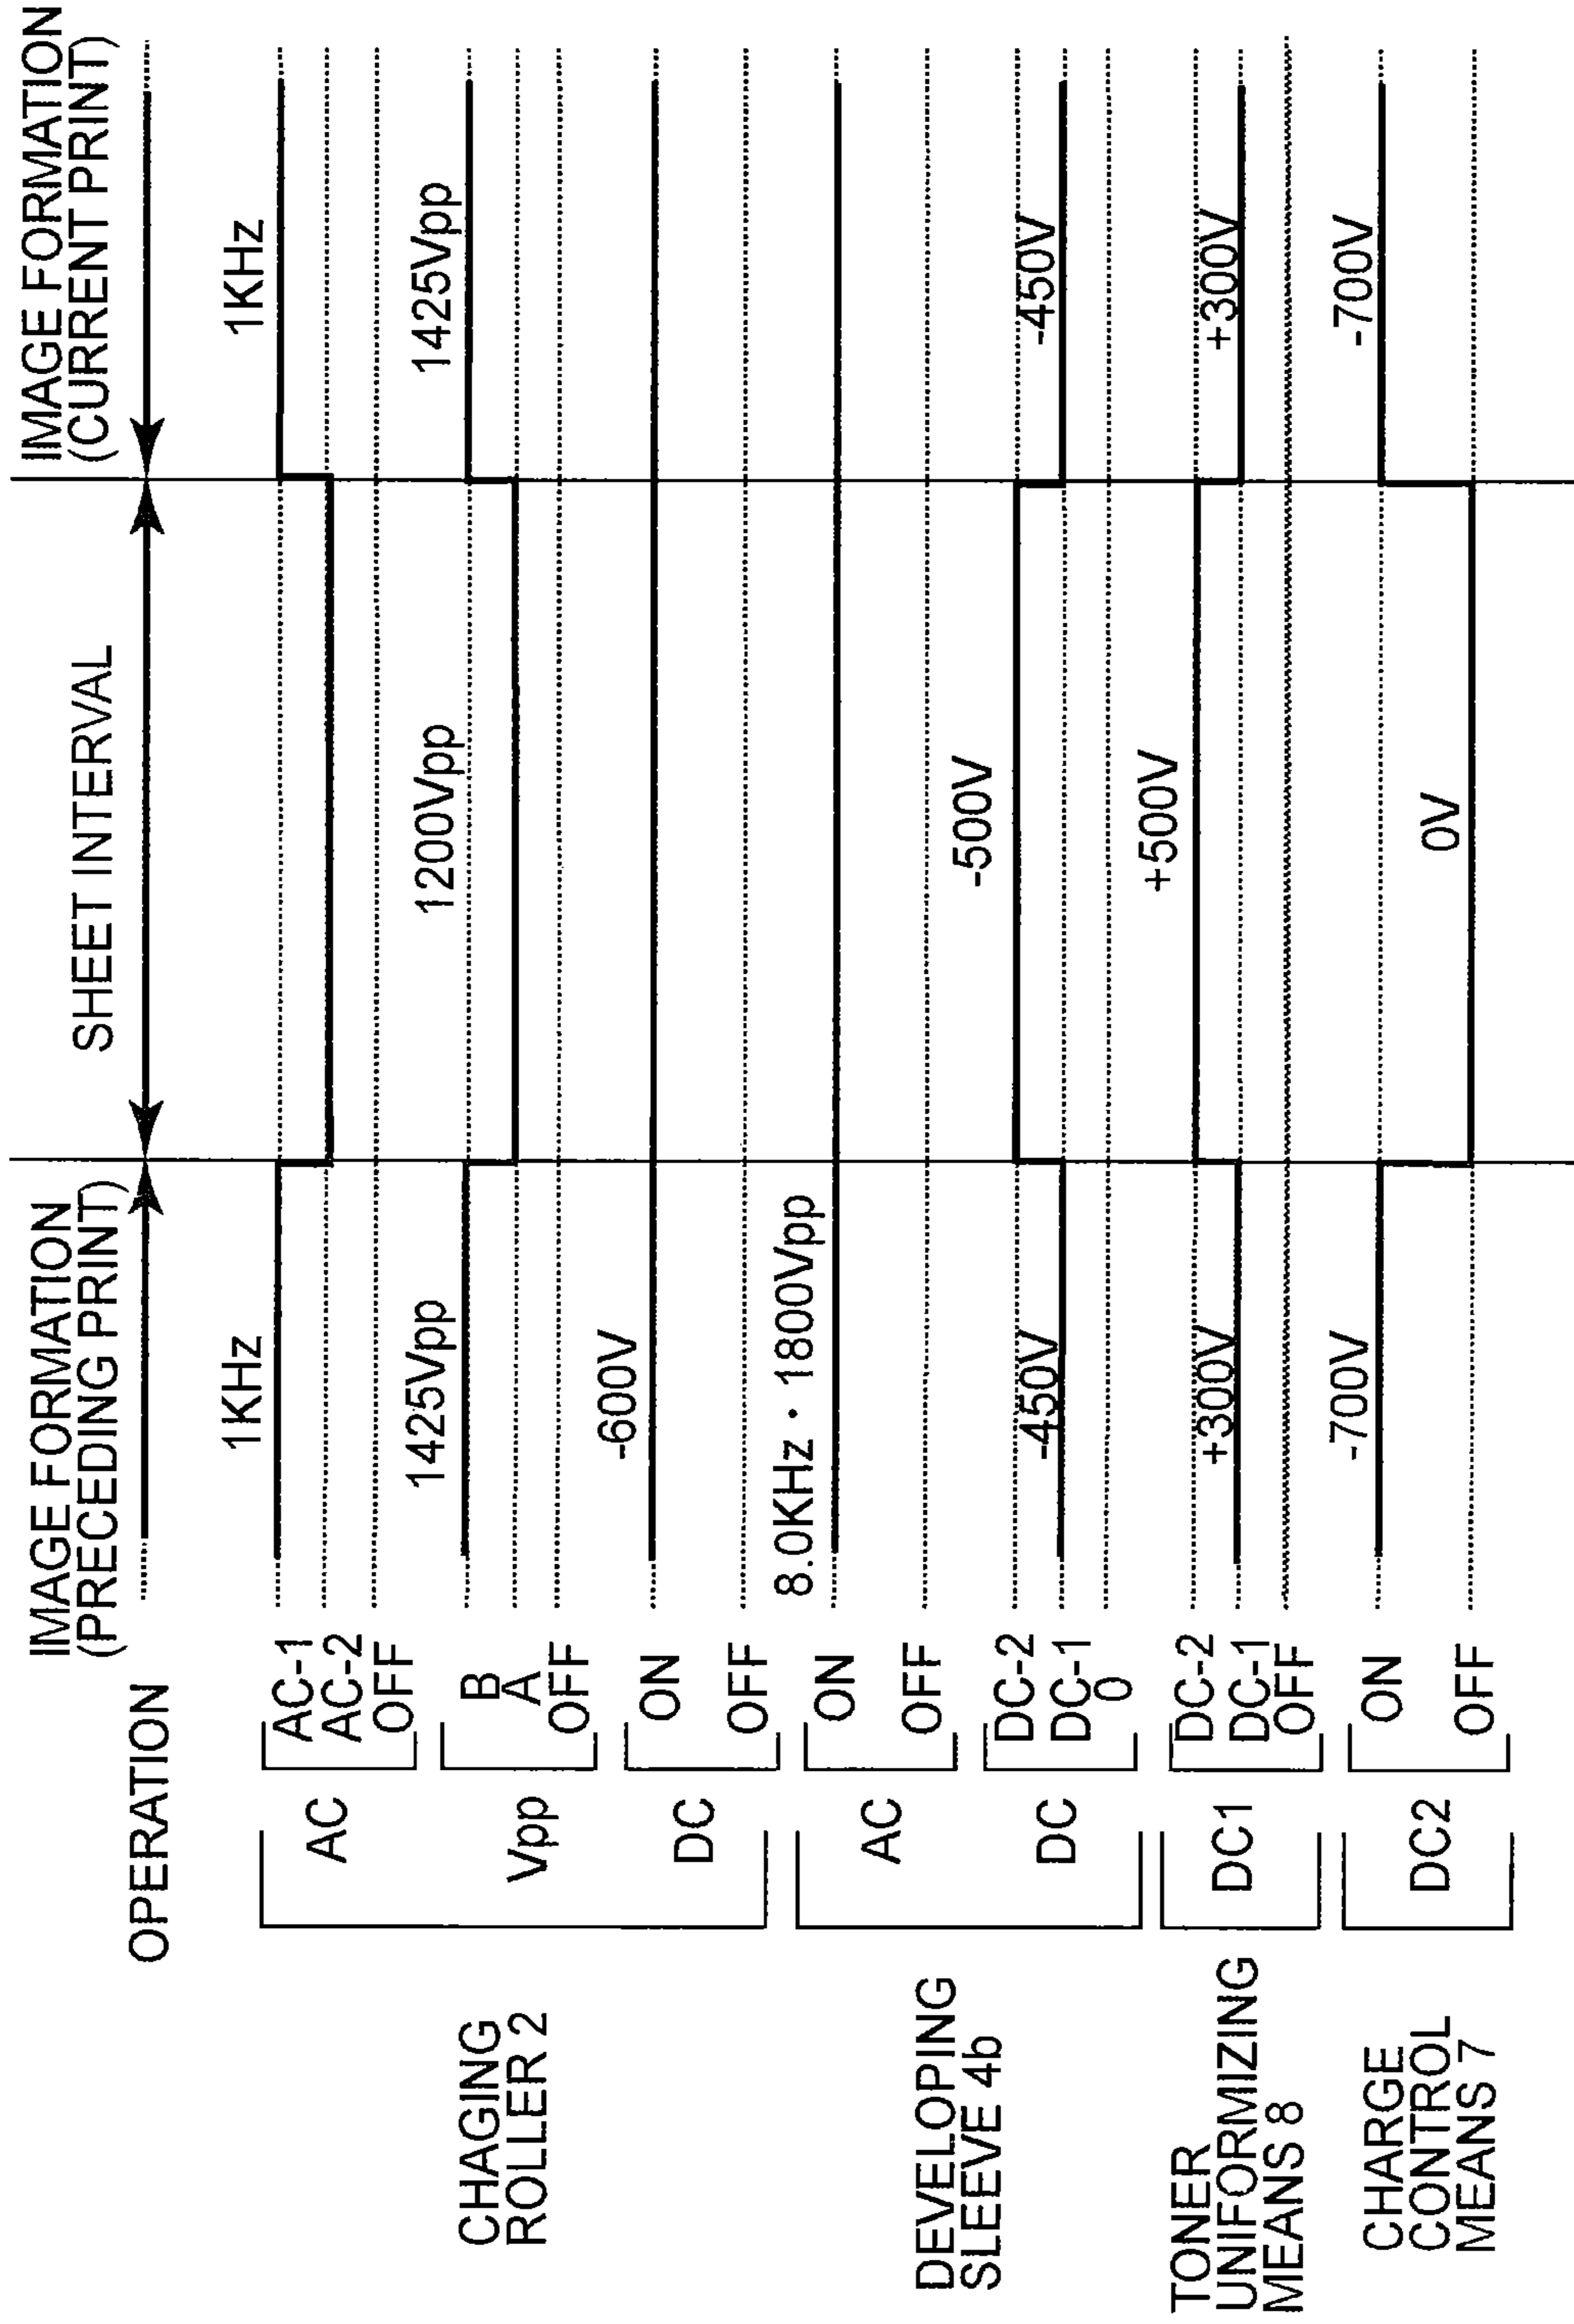 IMAGE FORMATION
(PRECEDING PRINT)
SHEET INTERVAL
IMAGE FORMATION
(CURRENT PRINT)
OPERATION
CHAGING
ROLLER 2
AC
AC-1
AC-2
OFF
1KHz
1KHz
Vpp
B
A
OFF
1425Vpp
1200Vpp
1425Vpp
DC
ON
OFF
-600V
DEVELOPING
SLEEVE 4b
AC
ON
OFF
8.0KHz・1800Vpp
DC
DC-2
DC-1
0
-450V
-500V
-450V
TONER
UNIFORMIZING
MEANS 8
DC1
DC-2
DC-1
OFF
+300V
+500V
+300V
CHARGE
CONTROL
MEANS 7
DC2
ON
OFF
-700V
0V
-700V